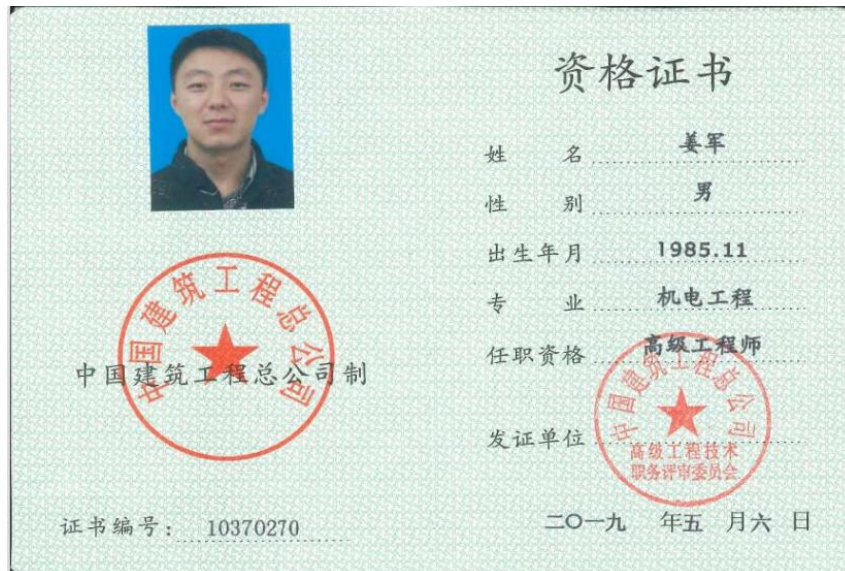 资格证书
姓 名 姜军
性 别 男
出生年月 1985.11
专 业 机电工程
任职资格 高级工程师
发证单位
中国建筑工程总公司
高级工程技术
职务评审委员会
二〇一九 年五 月六 日
中国建筑工程总公司
中国建筑工程总公司制
证书编号: 10370270